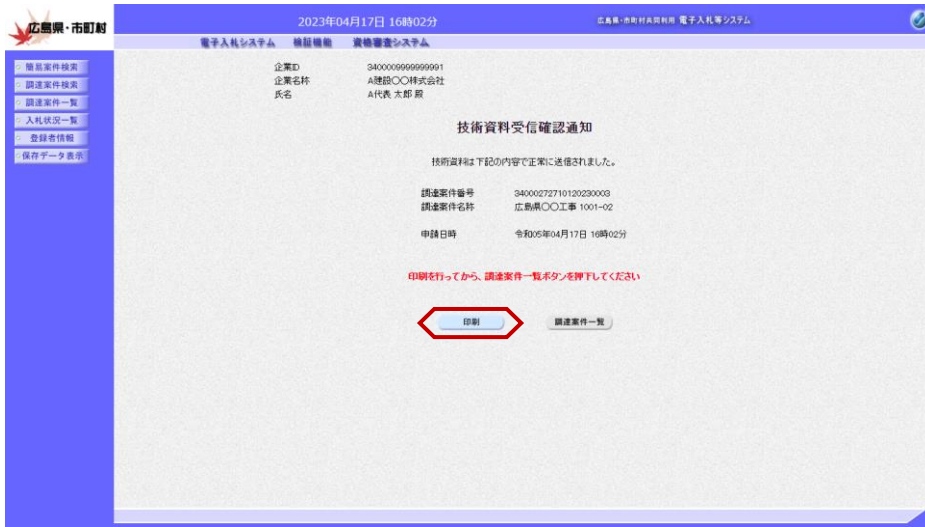 広島県・市町村
2023年04月17日 16時02分
広島県・市町村共同利用 電子入札等システム
電子入札システム 検証機能 資格審査システム
簡易案件検索
調達案件検索
調達案件一覧
入札状況一覧
登録者情報
保存データ表示
企業ID 3400009999999991
企業名称 A建設〇〇株式会社
氏名 A代表 太郎 殿
技術資料受信確認通知
技術資料は下記の内容で正常に送信されました。
調達案件番号 34000272710120230003
調達案件名称 広島県〇〇工事 1001-02
申請日時 令和05年04月17日 16時02分
印刷を行ってから、調達案件一覧ボタンを押下してください
印刷 調達案件一覧